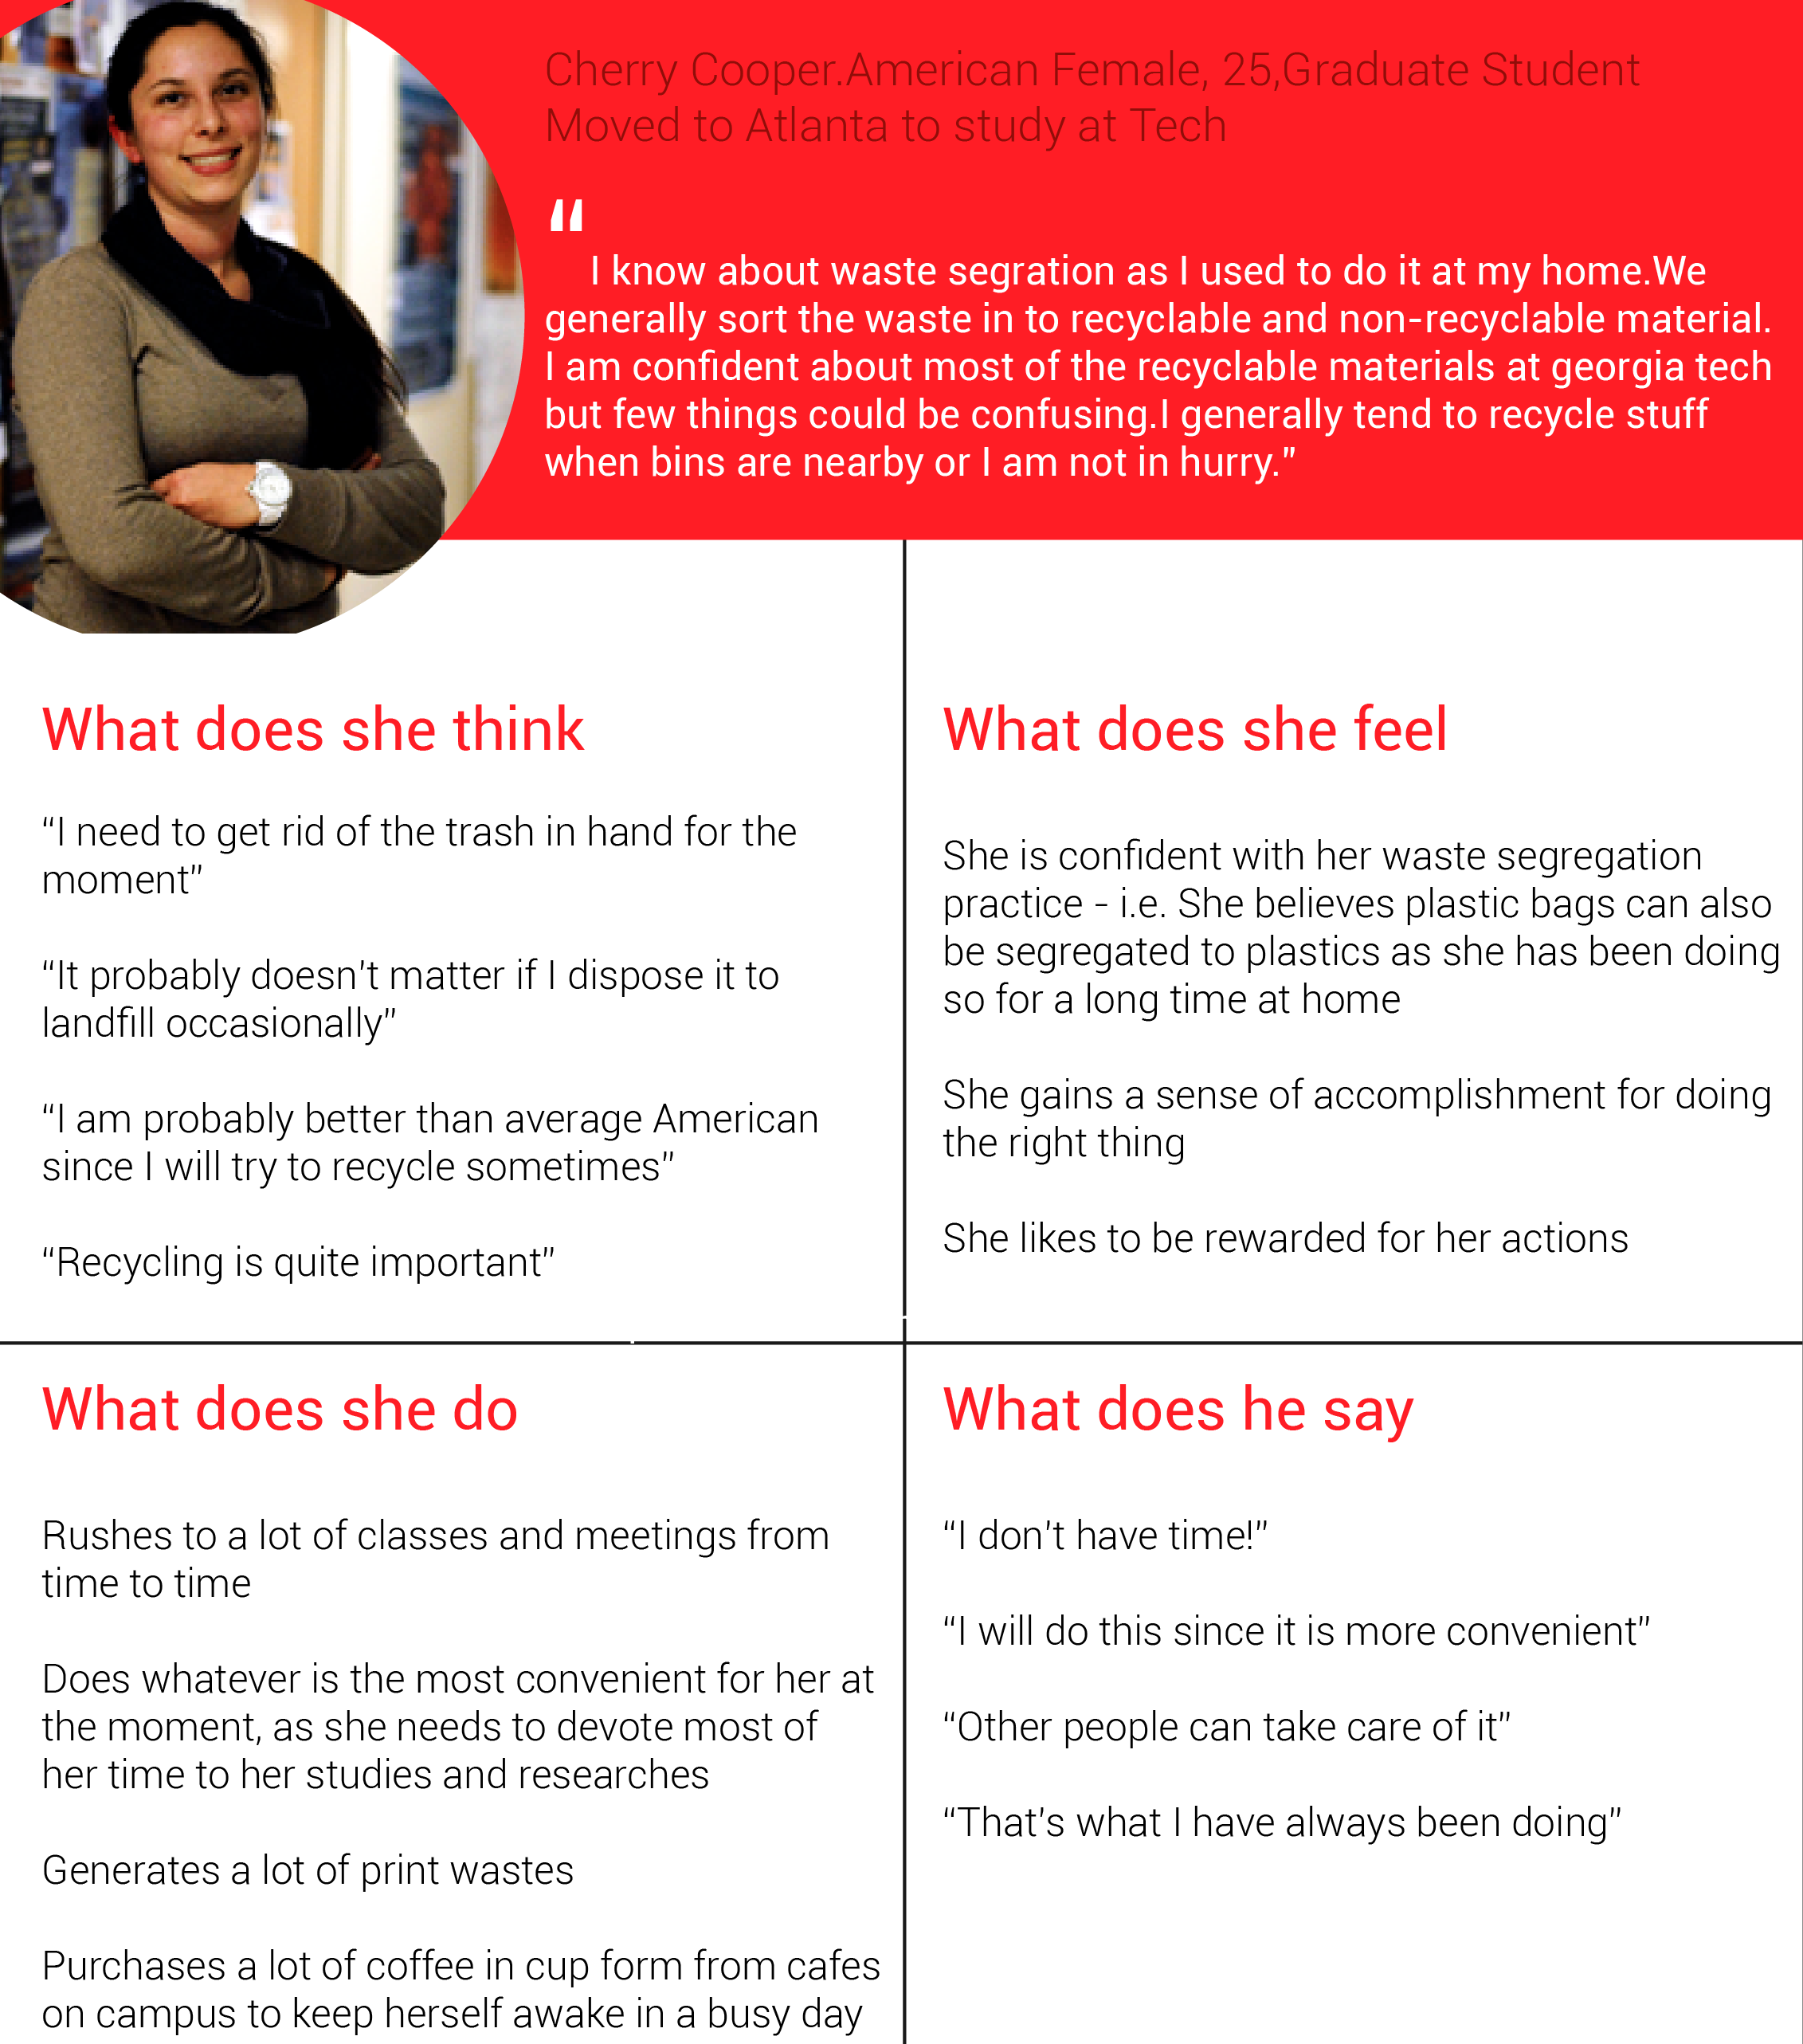 Cherry Cooper.American Female, 25,Graduate Student
Moved to Atlanta to study at Tech
“
I know about waste segration as I used to do it at my home.We
generally sort the waste in to recyclable and non-recyclable material.
I am confident about most of the recyclable materials at georgia tech
but few things could be confusing.I generally tend to recycle stuff
when bins are nearby or I am not in hurry.”
What does she think
“I need to get rid of the trash in hand for the
moment”
“It probably doesn’t matter if I dispose it to
landfill occasionally”
“I am probably better than average American
since I will try to recycle sometimes”
“Recycling is quite important”
What does she feel
She is confident with her waste segregation
practice - i.e. She believes plastic bags can also
be segregated to plastics as she has been doing
so for a long time at home
She gains a sense of accomplishment for doing
the right thing
She likes to be rewarded for her actions
What does she do
Rushes to a lot of classes and meetings from
time to time
Does whatever is the most convenient for her at
the moment, as she needs to devote most of
her time to her studies and researches
Generates a lot of print wastes
Purchases a lot of coffee in cup form from cafes
on campus to keep herself awake in a busy day
What does he say
“I don’t have time!”
“I will do this since it is more convenient”
“Other people can take care of it”
“That’s what I have always been doing”